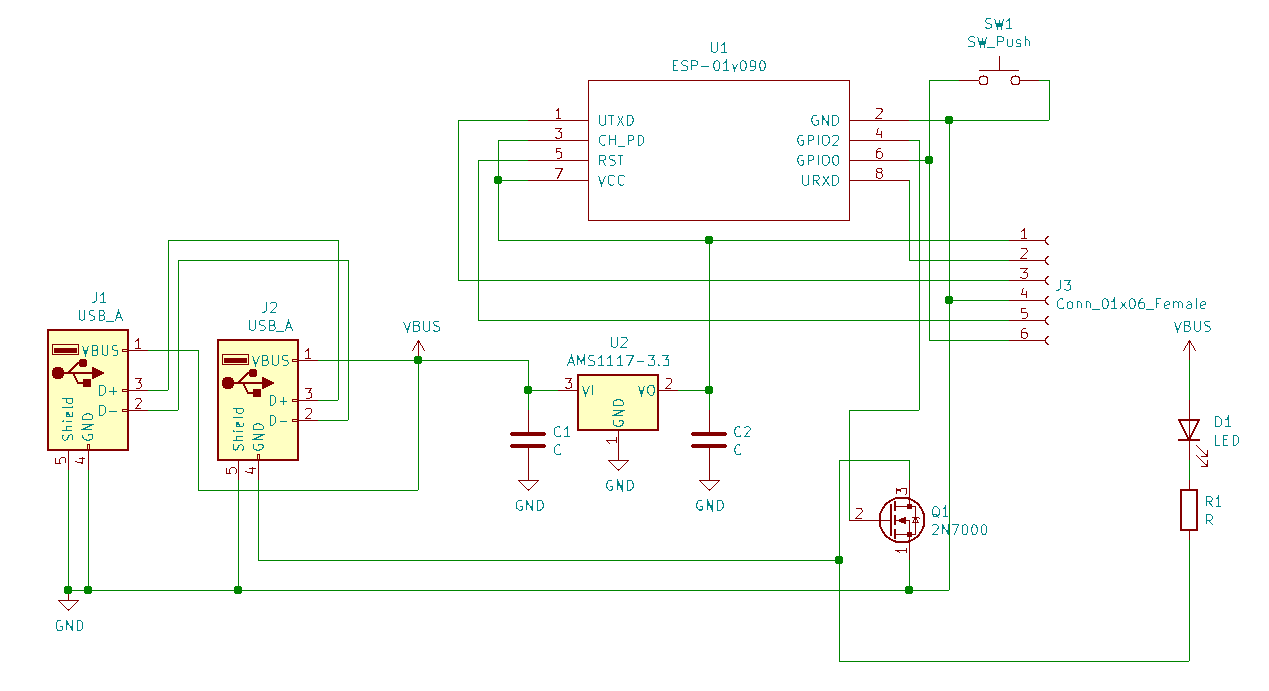 SW1
SW_Push
U1
ESP-01v090
1
UTXD
GND
2
3
CH_PD
GPIO2
4
5
RST
GPIO0
6
7
VCC
URXD
8
1
2
3
J3
4
Conn_01x06_Female
5
6
J1
USB_A
J2
USB_A
VBUS
1
D+
3
D-
2
Shield
GND
5
4
VBUS
1
D+
3
D-
2
Shield
GND
5
4
VBUS
U2
AMS1117-3.3
3
VI
VO
2
GND
1
GND
C1
C
GND
C2
C
GND
VBUS
D1
LED
R1
R
3
2
Q1
2N7000
1
GND